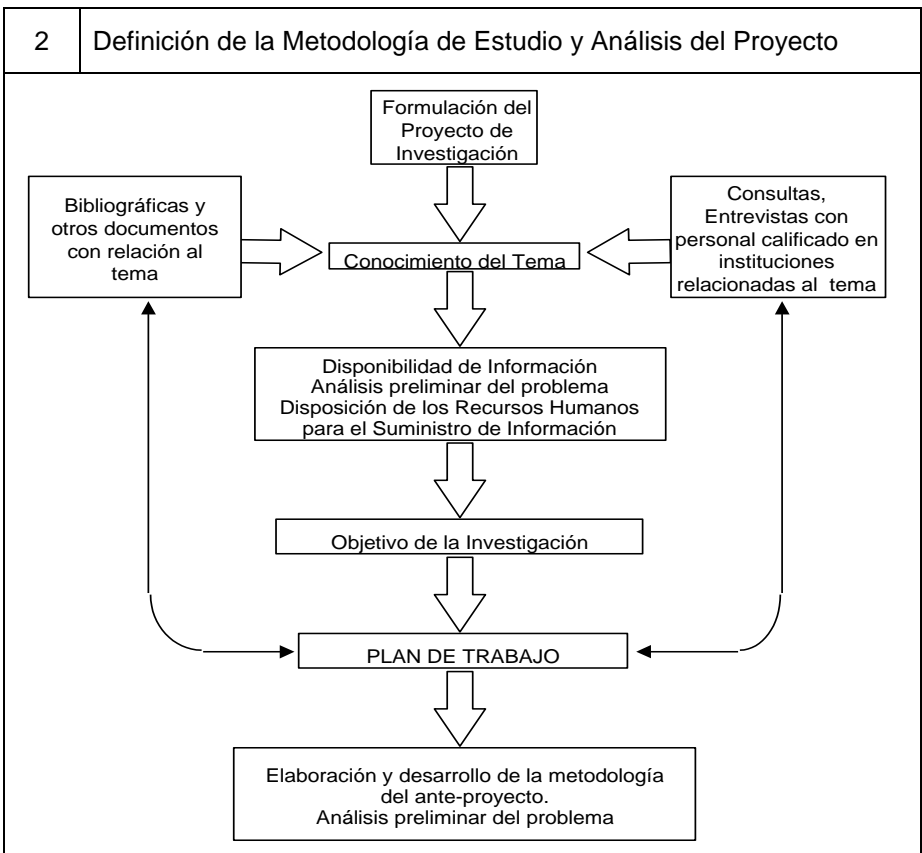 2 Definición de la Metodología de Estudio y Análisis del Proyecto
Formulación del
Proyecto de
Investigación
Bibliográficas y
otros documentos
con relación al
tema
Conocimiento del Tema
Consultas,
Entrevistas con
personal calificado en
instituciones
relacionadas al tema
Disponibilidad de Información
Análisis preliminar del problema
Disposición de los Recursos Humanos
para el Suministro de Información
Objetivo de la Investigación
PLAN DE TRABAJO
Elaboración y desarrollo de la metodología
del ante-proyecto.
Análisis preliminar del problema